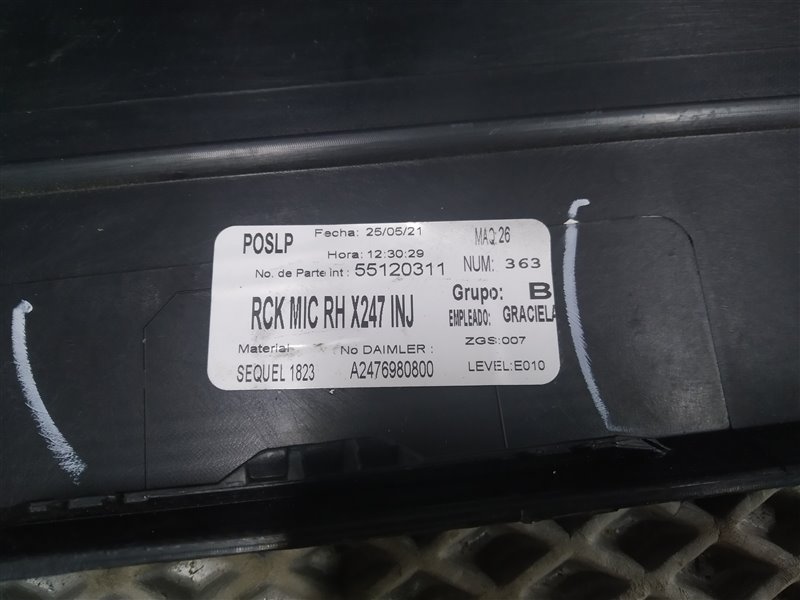 POSLP Fecha: 25/05/21 MAQ:26
Hora: 12:30:29
No. de Parte int: 55120311 NUM: 363
RCK MIC RH X247 INJ Grupo: B
EMPLEADO: GRACIELA
Material No DAIMLER: ZGS:007
SEQUEL 1823 A2476980800 LEVEL:E010